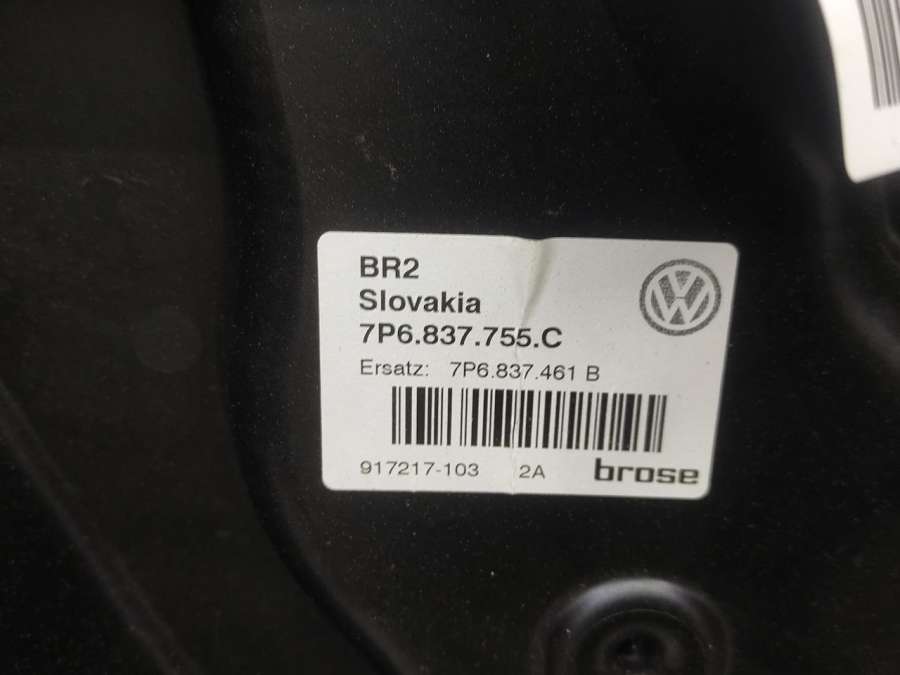 BR2
Slovakia
7P6.837.755.C
Ersatz: 7P6.837.461 B
917217-103 2A brose